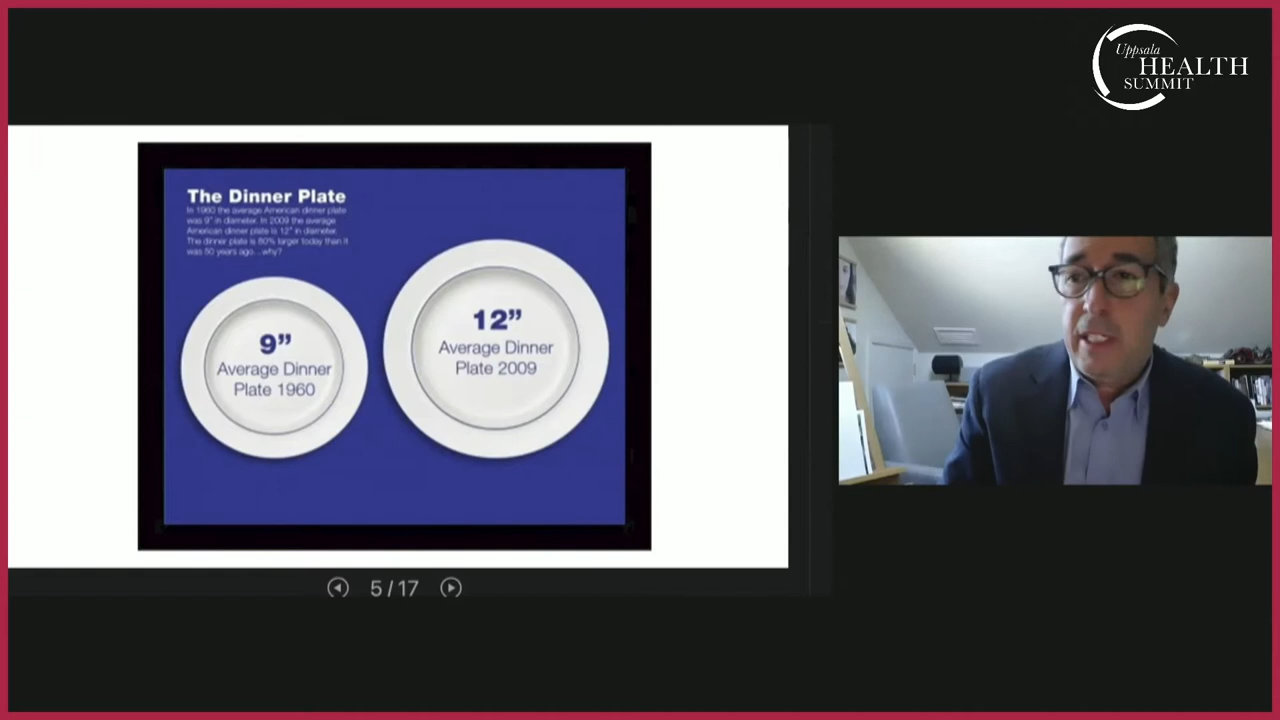 Uppsala
HEALTH
SUMMIT
The Dinner Plate
In 1960 the average American dinner plate
was 9" in diameter. In 2009 the average
American dinner plate is 12" in diameter.
The dinner plate is 60% larger today than it
was 50 years ago... why?
9”
Average Dinner
Plate 1960
12”
Average Dinner
Plate 2009
5/17